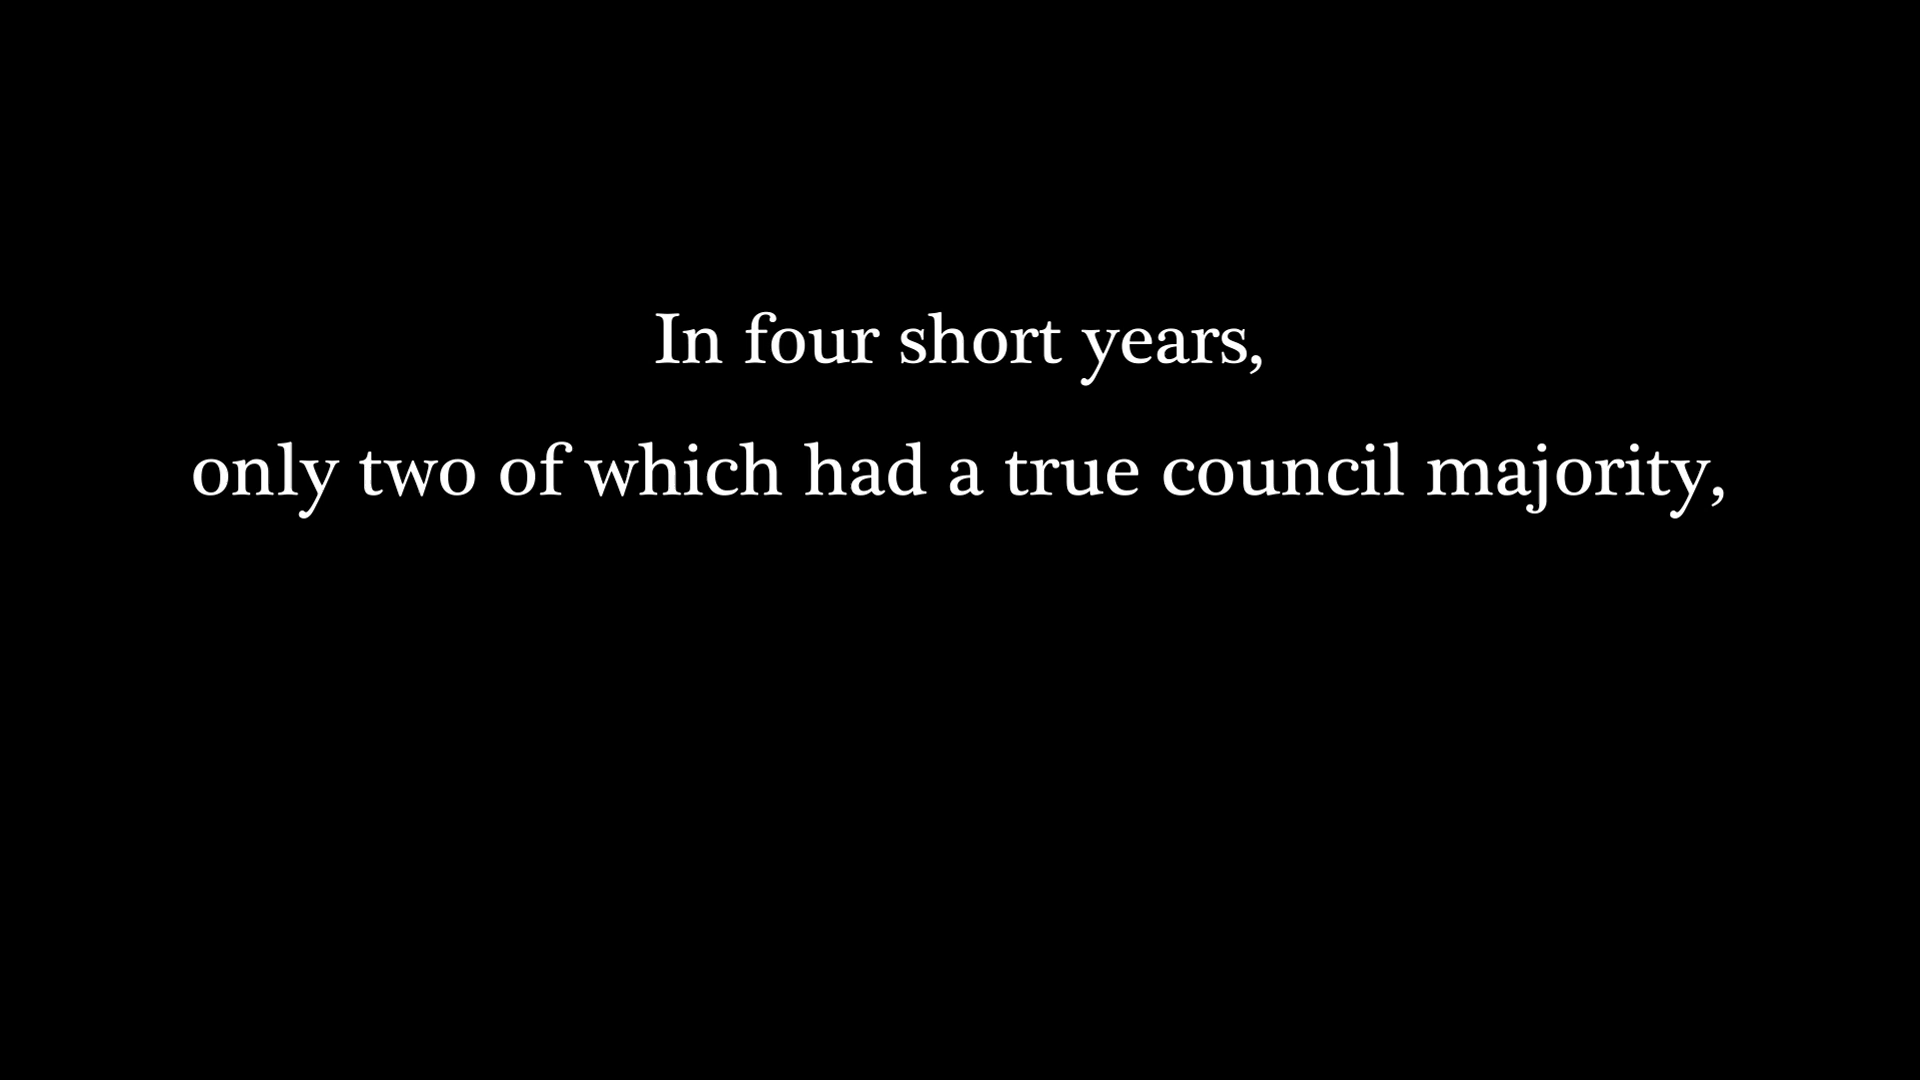 In four short years,
only two of which had a true council majority,